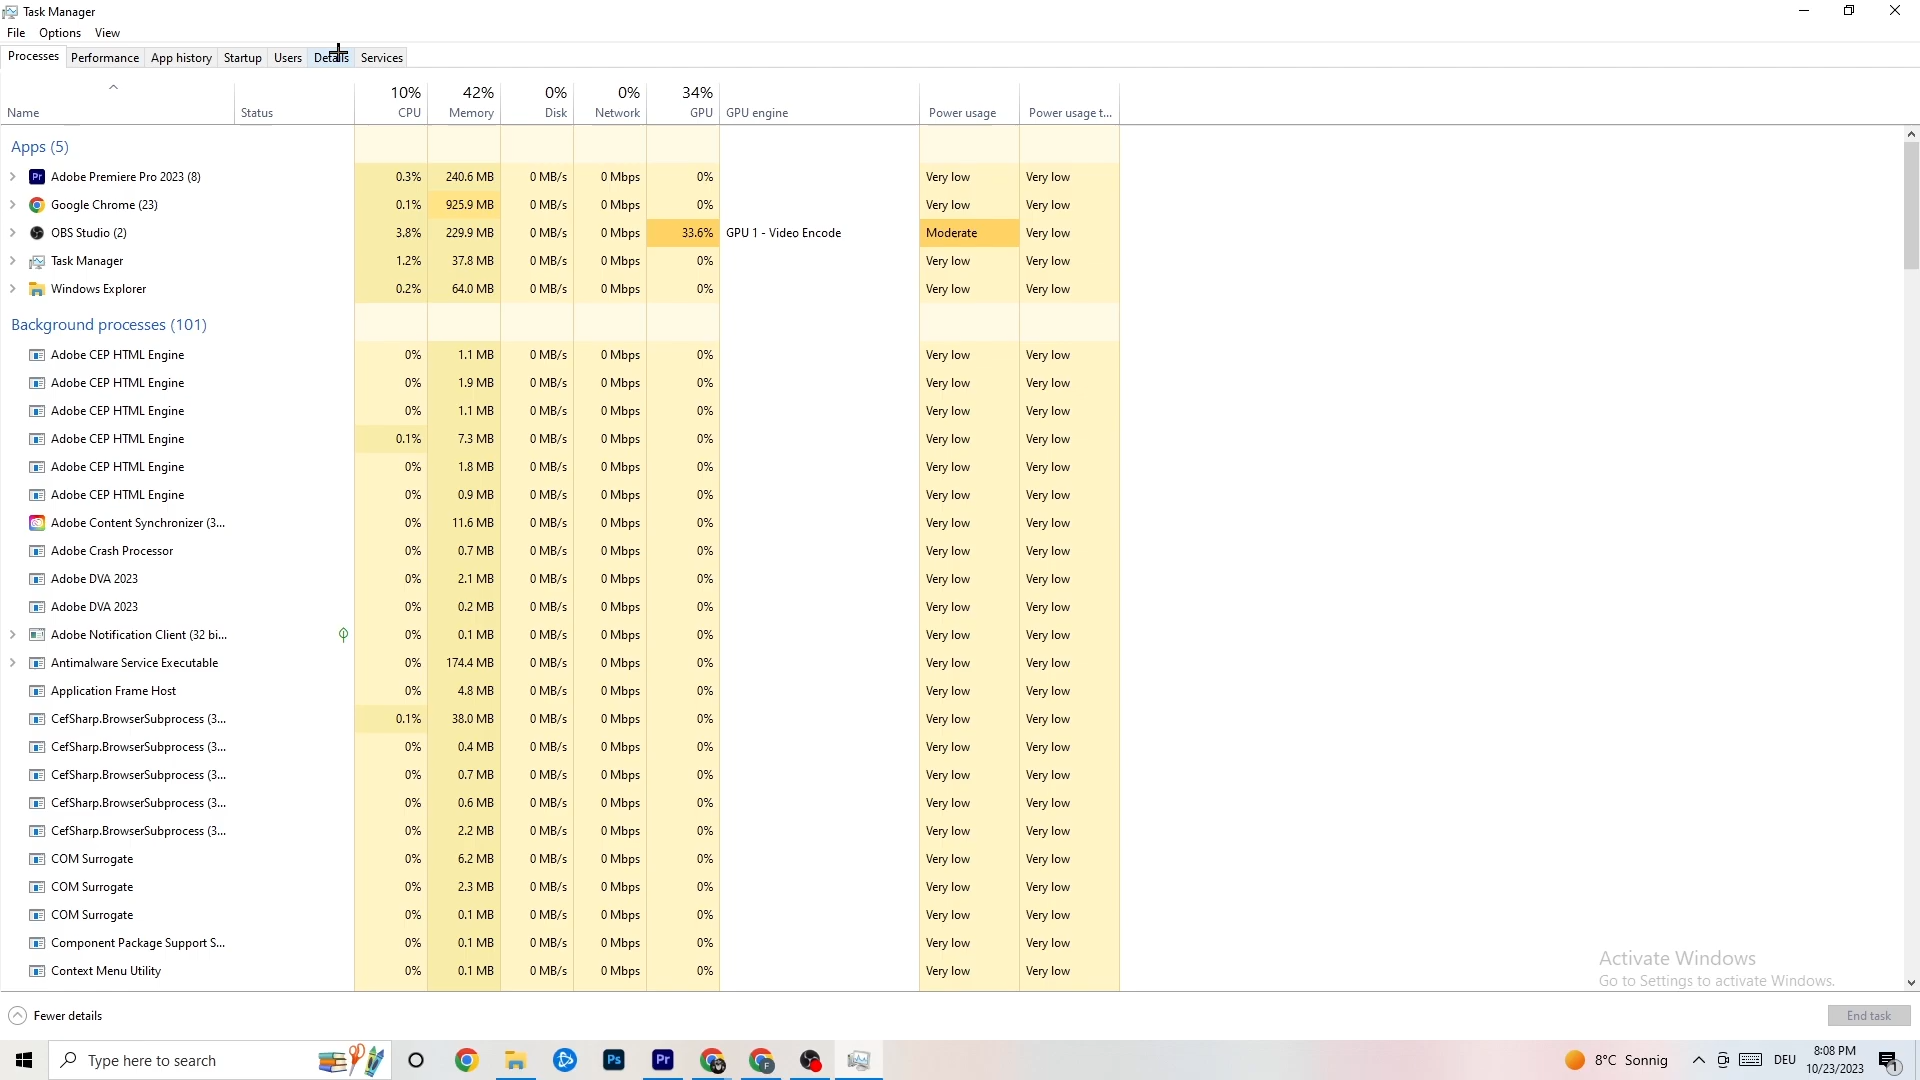 Task Manager
File Options View
Processes Performance App history Startup Users Details Services
10% 42% 0% 0% 34%
Name Status CPU Memory Disk Network GPU GPU engine Power usage Power usage t...
Apps (5)
Adobe Premiere Pro 2023 (8) 0.3% 240.6 MB 0 MB/s 0 Mbps 0% Very low Very low
Google Chrome (23) 0.1% 925.9 MB 0 MB/s 0 Mbps 0% Very low Very low
OBS Studio (2) 3.8% 229.9 MB 0 MB/s 0 Mbps 33.6% GPU 1 - Video Encode Moderate Very low
Task Manager 1.2% 37.8 MB 0 MB/s 0 Mbps 0% Very low Very low
Windows Explorer 0.2% 64.0 MB 0 MB/s 0 Mbps 0% Very low Very low
Background processes (101)
Adobe CEP HTML Engine 0% 1.1 MB 0 MB/s 0 Mbps 0% Very low Very low
Adobe CEP HTML Engine 0% 1.9 MB 0 MB/s 0 Mbps 0% Very low Very low
Adobe CEP HTML Engine 0% 1.1 MB 0 MB/s 0 Mbps 0% Very low Very low
Adobe CEP HTML Engine 0.1% 7.3 MB 0 MB/s 0 Mbps 0% Very low Very low
Adobe CEP HTML Engine 0% 1.8 MB 0 MB/s 0 Mbps 0% Very low Very low
Adobe CEP HTML Engine 0% 0.9 MB 0 MB/s 0 Mbps 0% Very low Very low
Adobe Content Synchronizer (3... 0% 11.6 MB 0 MB/s 0 Mbps 0% Very low Very low
Adobe Crash Processor 0% 0.7 MB 0 MB/s 0 Mbps 0% Very low Very low
Adobe DVA 2023 0% 2.1 MB 0 MB/s 0 Mbps 0% Very low Very low
Adobe DVA 2023 0% 0.2 MB 0 MB/s 0 Mbps 0% Very low Very low
Adobe Notification Client (32 bi... 0% 0.1 MB 0 MB/s 0 Mbps 0% Very low Very low
Antimalware Service Executable 0% 174.4 MB 0 MB/s 0 Mbps 0% Very low Very low
Application Frame Host 0% 4.8 MB 0 MB/s 0 Mbps 0% Very low Very low
CefSharp.BrowserSubprocess (3... 0.1% 38.0 MB 0 MB/s 0 Mbps 0% Very low Very low
CefSharp.BrowserSubprocess (3... 0% 0.4 MB 0 MB/s 0 Mbps 0% Very low Very low
CefSharp.BrowserSubprocess (3... 0% 0.7 MB 0 MB/s 0 Mbps 0% Very low Very low
CefSharp.BrowserSubprocess (3... 0% 0.6 MB 0 MB/s 0 Mbps 0% Very low Very low
CefSharp.BrowserSubprocess (3... 0% 2.2 MB 0 MB/s 0 Mbps 0% Very low Very low
COM Surrogate 0% 6.2 MB 0 MB/s 0 Mbps 0% Very low Very low
COM Surrogate 0% 2.3 MB 0 MB/s 0 Mbps 0% Very low Very low
COM Surrogate 0% 0.1 MB 0 MB/s 0 Mbps 0% Very low Very low
Component Package Support S... 0% 0.1 MB 0 MB/s 0 Mbps 0% Very low Very low
Context Menu Utility 0% 0.1 MB 0 MB/s 0 Mbps 0% Very low Very low
Activate Windows
Go to Settings to activate Windows.
Fewer details End task
Type here to search Ps Pr F 8°C Sonnig DEU 8:08 PM
10/23/2023 1